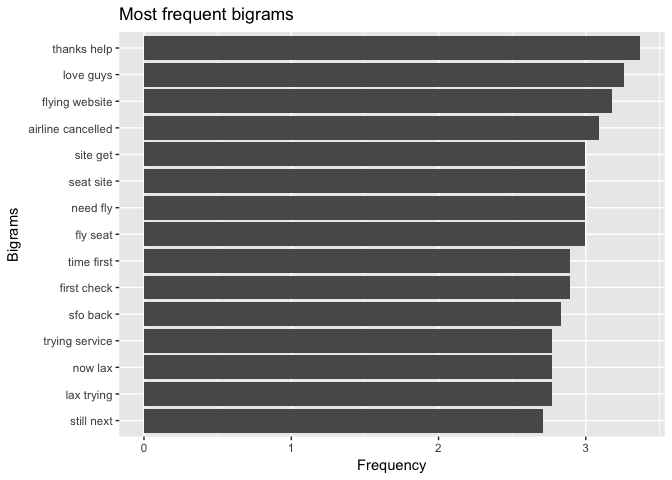 Most frequent bigrams
Bigrams
thanks help
love guys
flying website
airline cancelled
site get
seat site
need fly
fly seat
time first
first check
sfo back
trying service
now lax
lax trying
still next
0 1 2 3
Frequency